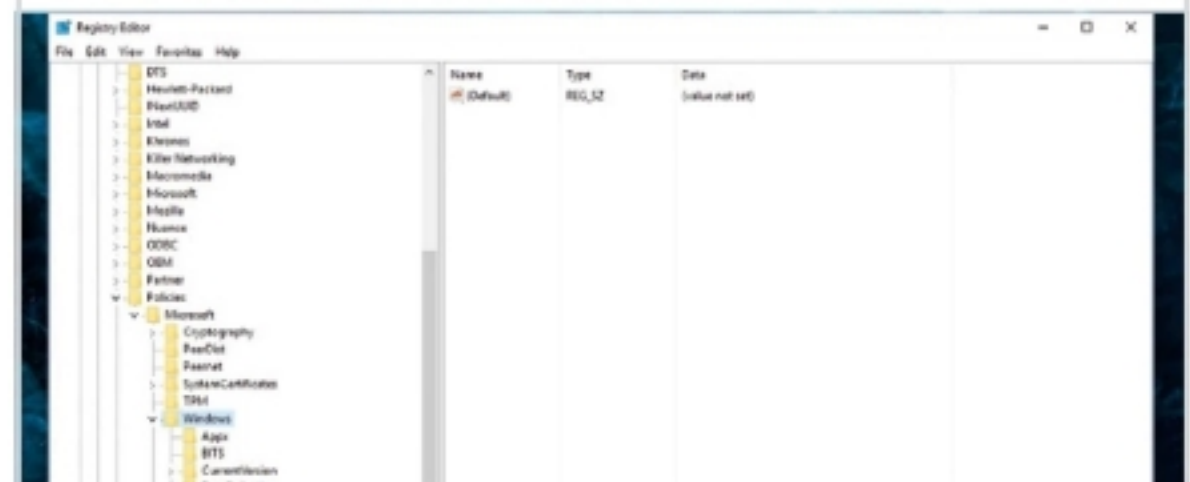 Registry Editor
File Edit View Favorites Help
Name Type Data
(Default) REG_SZ (value not set)
DTS
Hewlett-Packard
INextUUID
Intel
Khronos
Killer Networking
Macromedia
Microsoft
Mozilla
Nuance
ODBC
OEM
Partner
Policies
Microsoft
Cryptography
PeerDist
Peernet
SystemCertificates
TPM
Windows
Appx
BITS
CurrentVersion